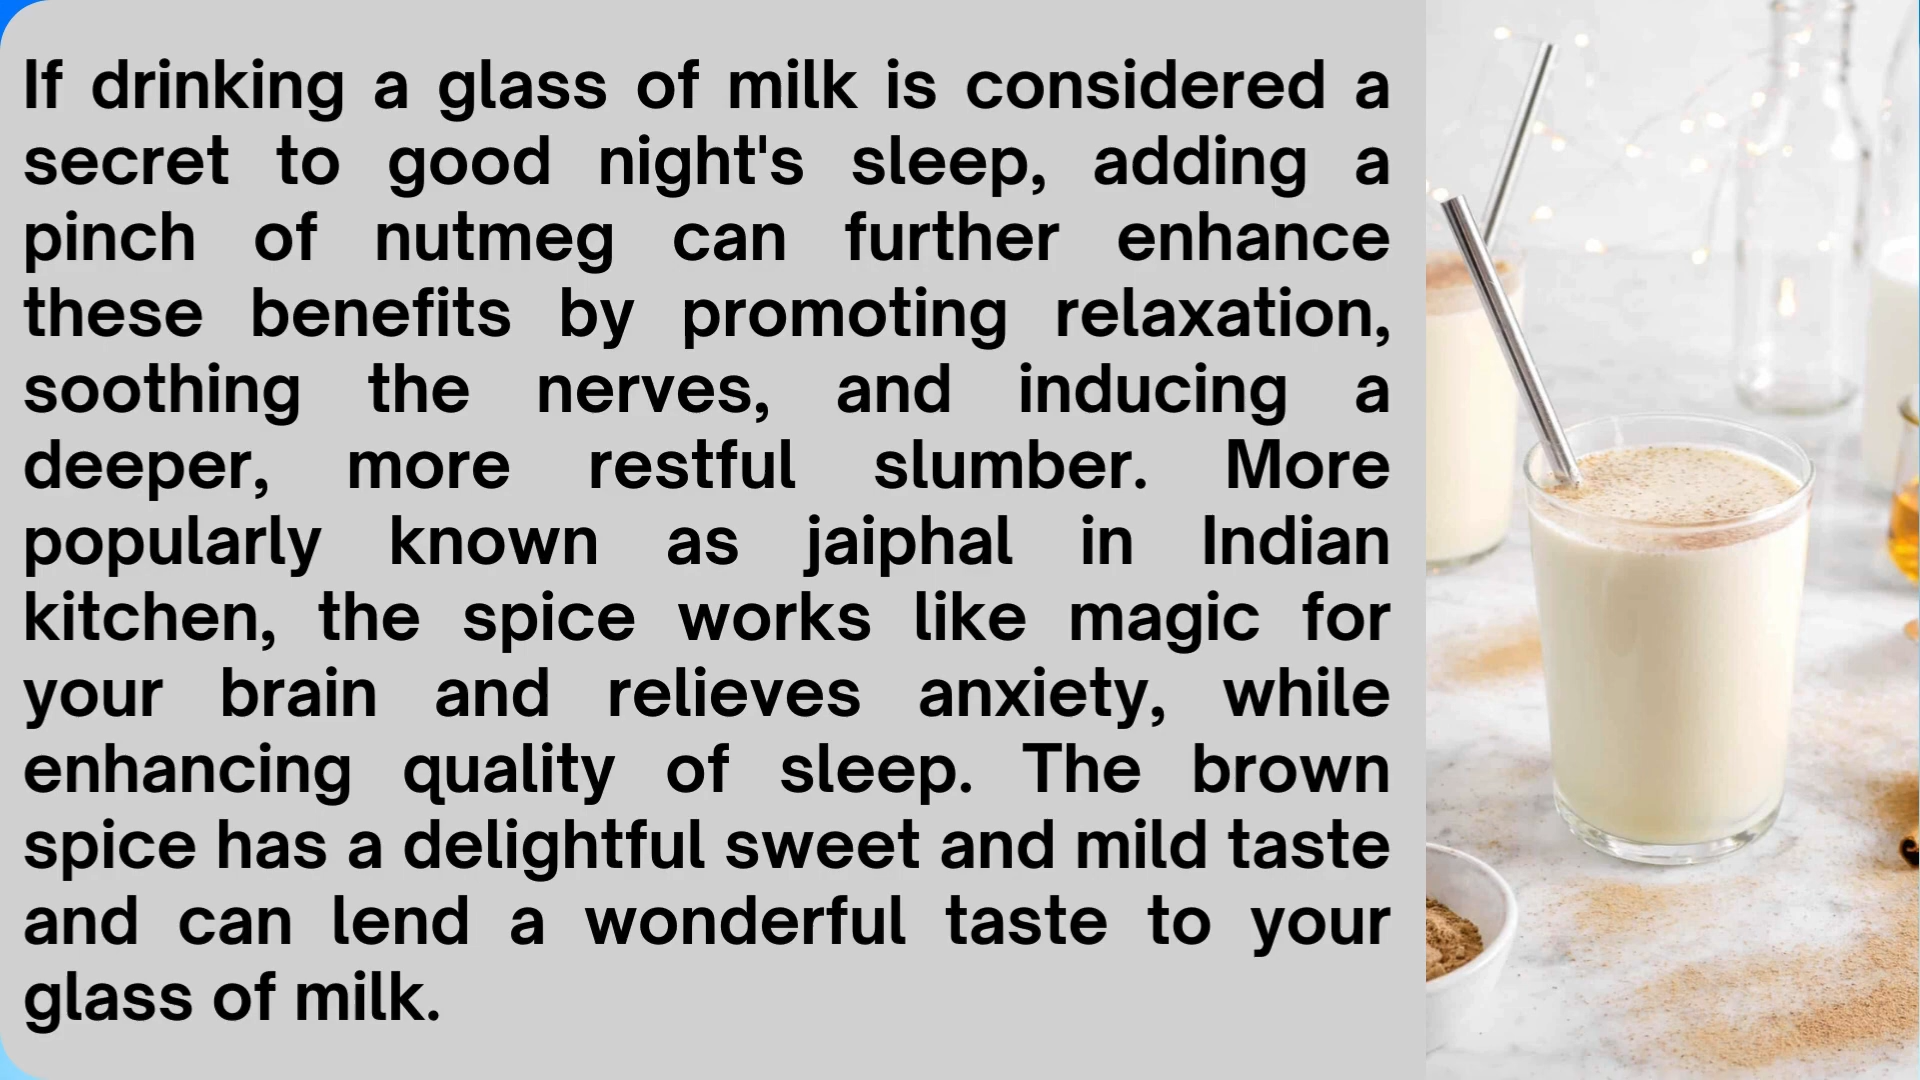 If drinking a glass of milk is considered a
secret to good night's sleep, adding a
pinch of nutmeg can further enhance
these benefits by promoting relaxation,
soothing the nerves, and inducing a
deeper, more restful slumber. More
popularly known as jaiphal in Indian
kitchen, the spice works like magic for
your brain and relieves anxiety, while
enhancing quality of sleep. The brown
spice has a delightful sweet and mild taste
and can lend a wonderful taste to your
glass of milk.